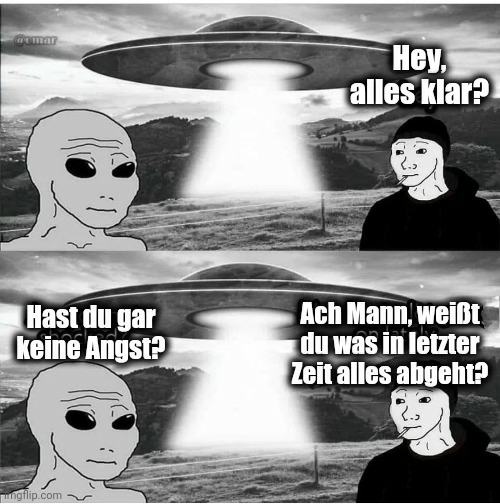 @omar
Hey,
alles klar?
Hast du gar
keine Angst?
Ach Mann, weißt
du was in letzter
Zeit alles abgeht?
imgflip.com